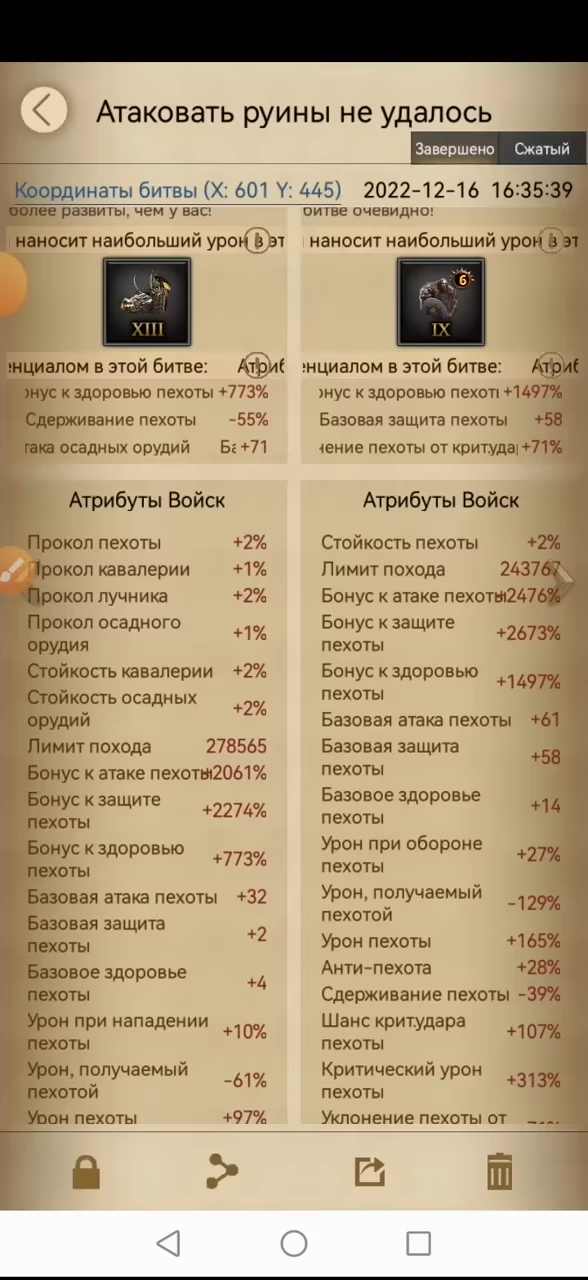 Атаковать руины не удалось
Завершено
Сжатый
Координаты битвы (X: 601 Y: 445) 2022-12-16 16:35:39
более развиты, чем у вас!
наносит наибольший урон в эт
XIII
энциалом в этой битве: Атриб
онус к здоровью пехоты +773%
Сдерживание пехоты -55%
така осадных орудий Ба +71
Атрибуты Войск
Прокол пехоты +2%
Прокол кавалерии +1%
Прокол лучника +2%
Прокол осадного
орудия +1%
Стойкость кавалерии +2%
Стойкость осадных
орудий +2%
Лимит похода 278565
Бонус к атаке пехоты +2061%
Бонус к защите
пехоты +2274%
Бонус к здоровью
пехоты +773%
Базовая атака пехоты +32
Базовая защита
пехоты +2
Базовое здоровье
пехоты +4
Урон при нападении
пехоты +10%
Урон, получаемый
пехотой -61%
Урон пехоты +97%
битве очевидно!
наносит наибольший урон в эт
6
IX
энциалом в этой битве: Атриб
онус к здоровью пехоты +1497%
Базовая защита пехоты +58
нение пехоты от крит.уда +71%
Атрибуты Войск
Стойкость пехоты +2%
Лимит похода 243767
Бонус к атаке пехоты +2476%
Бонус к защите
пехоты +2673%
Бонус к здоровью
пехоты +1497%
Базовая атака пехоты +61
Базовая защита
пехоты +58
Базовое здоровье
пехоты +14
Урон при обороне
пехоты +27%
Урон, получаемый
пехотой -129%
Урон пехоты +165%
Анти-пехота +28%
Сдерживание пехоты -39%
Шанс крит.удара
пехоты +107%
Критический урон
пехоты +313%
Уклонение пехоты от